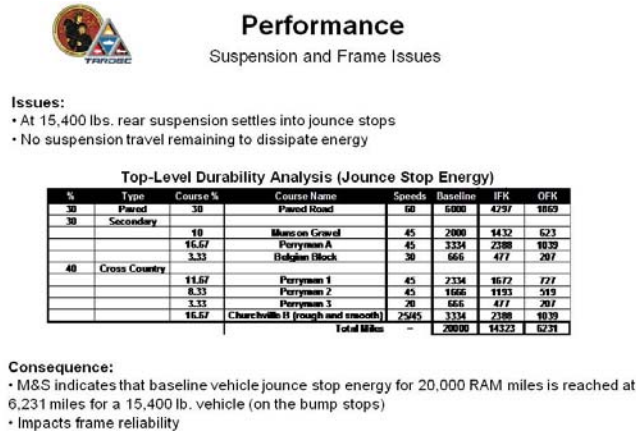 TARDEC
Performance
Suspension and Frame Issues
Issues:
• At 15,400 lbs. rear suspension settles into jounce stops
• No suspension travel remaining to dissipate energy
Top-Level Durability Analysis (Jounce Stop Energy)
% Type Course % Course Name Speeds Baseline IFK OFK
30 Paved 30 Paved Road 60 6000 4297 1869
30 Secondary
10 Munson Gravel 45 2000 1432 623
16.67 Perryman A 45 3334 2388 1039
3.33 Belgian Block 30 666 477 207
40 Cross Country
11.67 Perryman 1 45 2334 1672 727
8.33 Perryman 2 45 1666 1193 519
3.33 Perryman 3 20 666 477 207
16.67 Churchville B (rough and smooth) 25/45 3334 2388 1039
Total Miles - 20000 14323 6231
Consequence:
• M&S indicates that baseline vehicle jounce stop energy for 20,000 RAM miles is reached at
6,231 miles for a 15,400 lb. vehicle (on the bump stops)
• Impacts frame reliability